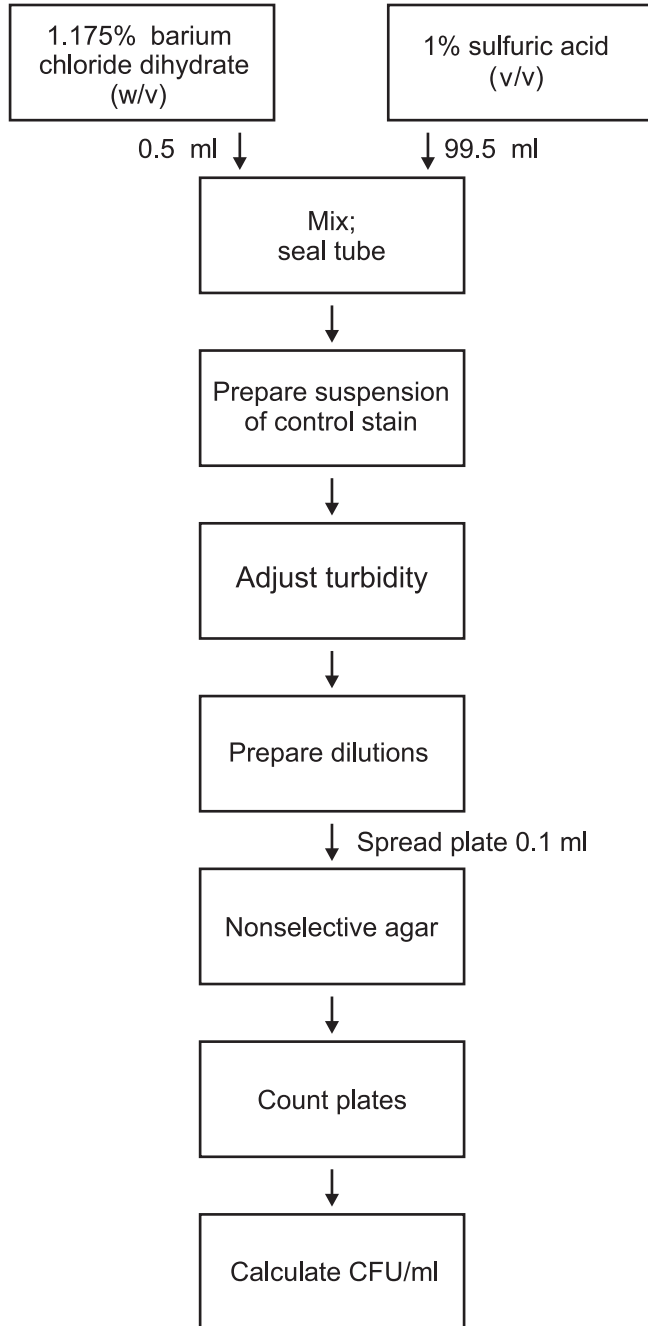 1.175% barium
chloride dihydrate
(w/v)
1% sulfuric acid
(v/v)
0.5 ml
99.5 ml
Mix;
seal tube
Prepare suspension
of control stain
Adjust turbidity
Prepare dilutions
Spread plate 0.1 ml
Nonselective agar
Count plates
Calculate CFU/ml